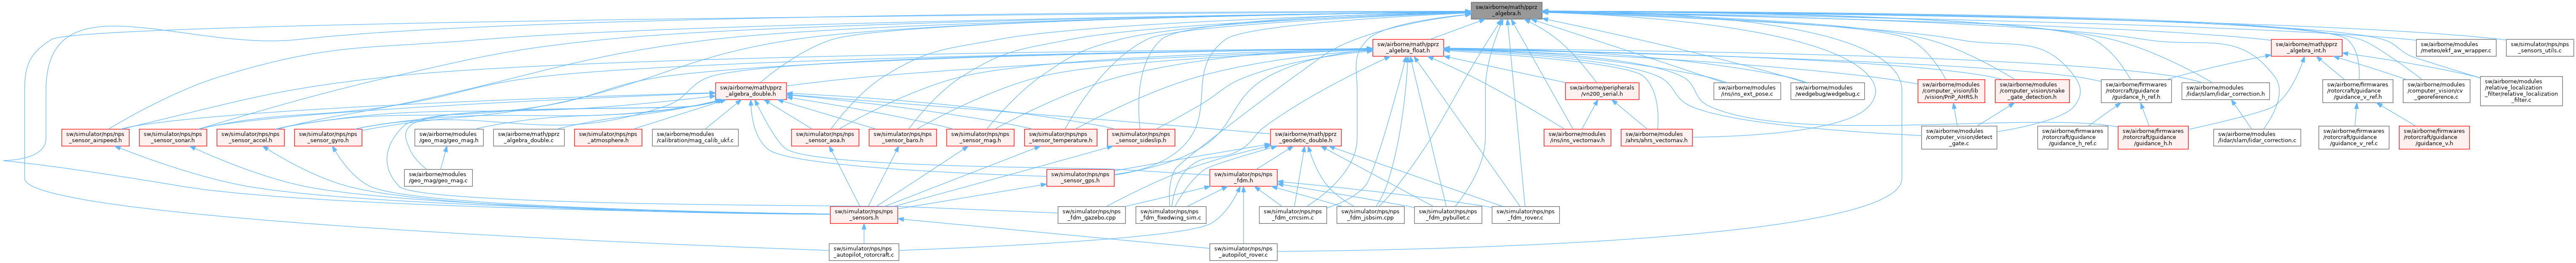 sw/airborne/math/pprz
_algebra.h
sw/airborne/math/pprz
_algebra_float.h
sw/airborne/math/pprz
_algebra_int.h
sw/airborne/modules
/meteo/ekf_aw_wrapper.c
sw/simulator/nps/nps
_sensors_utils.c
sw/airborne/math/pprz
_algebra_double.h
sw/airborne/modules
/ins/ins_ext_pose.c
sw/airborne/modules
/wedgebug/wedgebug.c
sw/airborne/peripherals
/vn200_serial.h
sw/airborne/modules
/computer_vision/lib
/vision/PnP_AHRS.h
sw/airborne/modules
/computer_vision/snake
_gate_detection.h
sw/airborne/firmwares
/rotorcraft/guidance
/guidance_h_ref.h
sw/airborne/modules
/lidar/slam/lidar_correction.h
sw/airborne/firmwares
/rotorcraft/guidance
/guidance_v_ref.h
sw/airborne/modules
/computer_vision/cv
_georeference.c
sw/airborne/modules
/relative_localization
_filter/relative_localization
_filter.c
sw/simulator/nps/nps
_sensor_airspeed.h
sw/simulator/nps/nps
_sensor_sonar.h
sw/simulator/nps/nps
_sensor_accel.h
sw/simulator/nps/nps
_sensor_gyro.h
sw/airborne/modules
/geo_mag/geo_mag.h
sw/airborne/math/pprz
_algebra_double.c
sw/simulator/nps/nps
_atmosphere.h
sw/airborne/modules
/calibration/mag_calib_ukf.c
sw/simulator/nps/nps
_sensor_aoa.h
sw/simulator/nps/nps
_sensor_baro.h
sw/simulator/nps/nps
_sensor_mag.h
sw/simulator/nps/nps
_sensor_temperature.h
sw/simulator/nps/nps
_sensor_sideslip.h
sw/airborne/math/pprz
_geodetic_double.h
sw/airborne/modules
/ins/ins_vectornav.h
sw/airborne/modules
/ahrs/ahrs_vectornav.h
sw/airborne/modules
/computer_vision/detect
_gate.c
sw/airborne/firmwares
/rotorcraft/guidance
/guidance_h_ref.c
sw/airborne/firmwares
/rotorcraft/guidance
/guidance_h.h
sw/airborne/modules
/lidar/slam/lidar_correction.c
sw/airborne/firmwares
/rotorcraft/guidance
/guidance_v_ref.c
sw/airborne/firmwares
/rotorcraft/guidance
/guidance_v.h
sw/airborne/modules
/geo_mag/geo_mag.c
sw/simulator/nps/nps
_sensor_gps.h
sw/simulator/nps/nps
_fdm.h
sw/simulator/nps/nps
_sensors.h
sw/simulator/nps/nps
_fdm_gazebo.cpp
sw/simulator/nps/nps
_fdm_fixedwing_sim.c
sw/simulator/nps/nps
_fdm_crrcsim.c
sw/simulator/nps/nps
_fdm_jsbsim.cpp
sw/simulator/nps/nps
_fdm_pybullet.c
sw/simulator/nps/nps
_fdm_rover.c
sw/simulator/nps/nps
_autopilot_rotorcraft.c
sw/simulator/nps/nps
_autopilot_rover.c